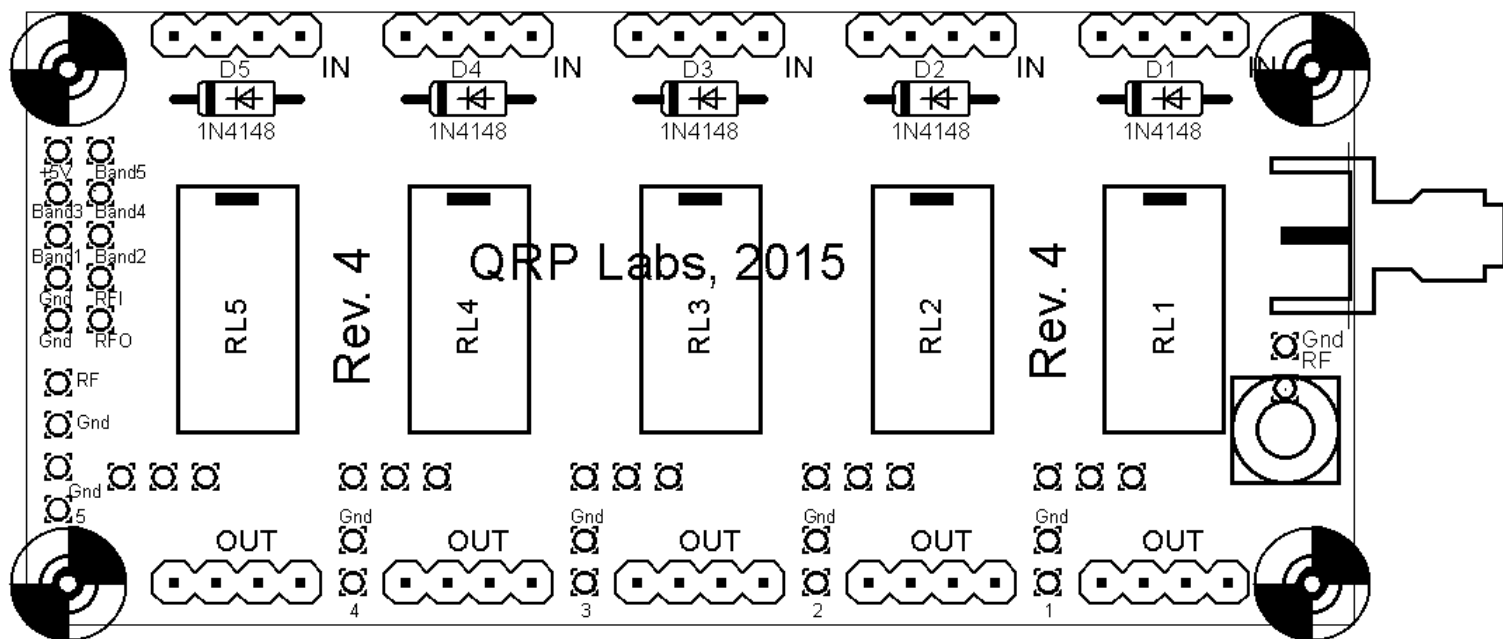 D5 IN D4 IN D3 IN D2 IN D1 IN
1N4148 1N4148 1N4148 1N4148 1N4148
+5V Band5
Band3 Band4
Band1 Band2
Gnd RFI
Gnd RFO
RF
Gnd
Gnd
5
RL5
Rev. 4
RL4
QRP Labs, 2015
RL3
RL2
Rev. 4
RL1
Gnd
RF
Gnd Gnd Gnd Gnd
OUT OUT OUT OUT OUT
4 3 2 1